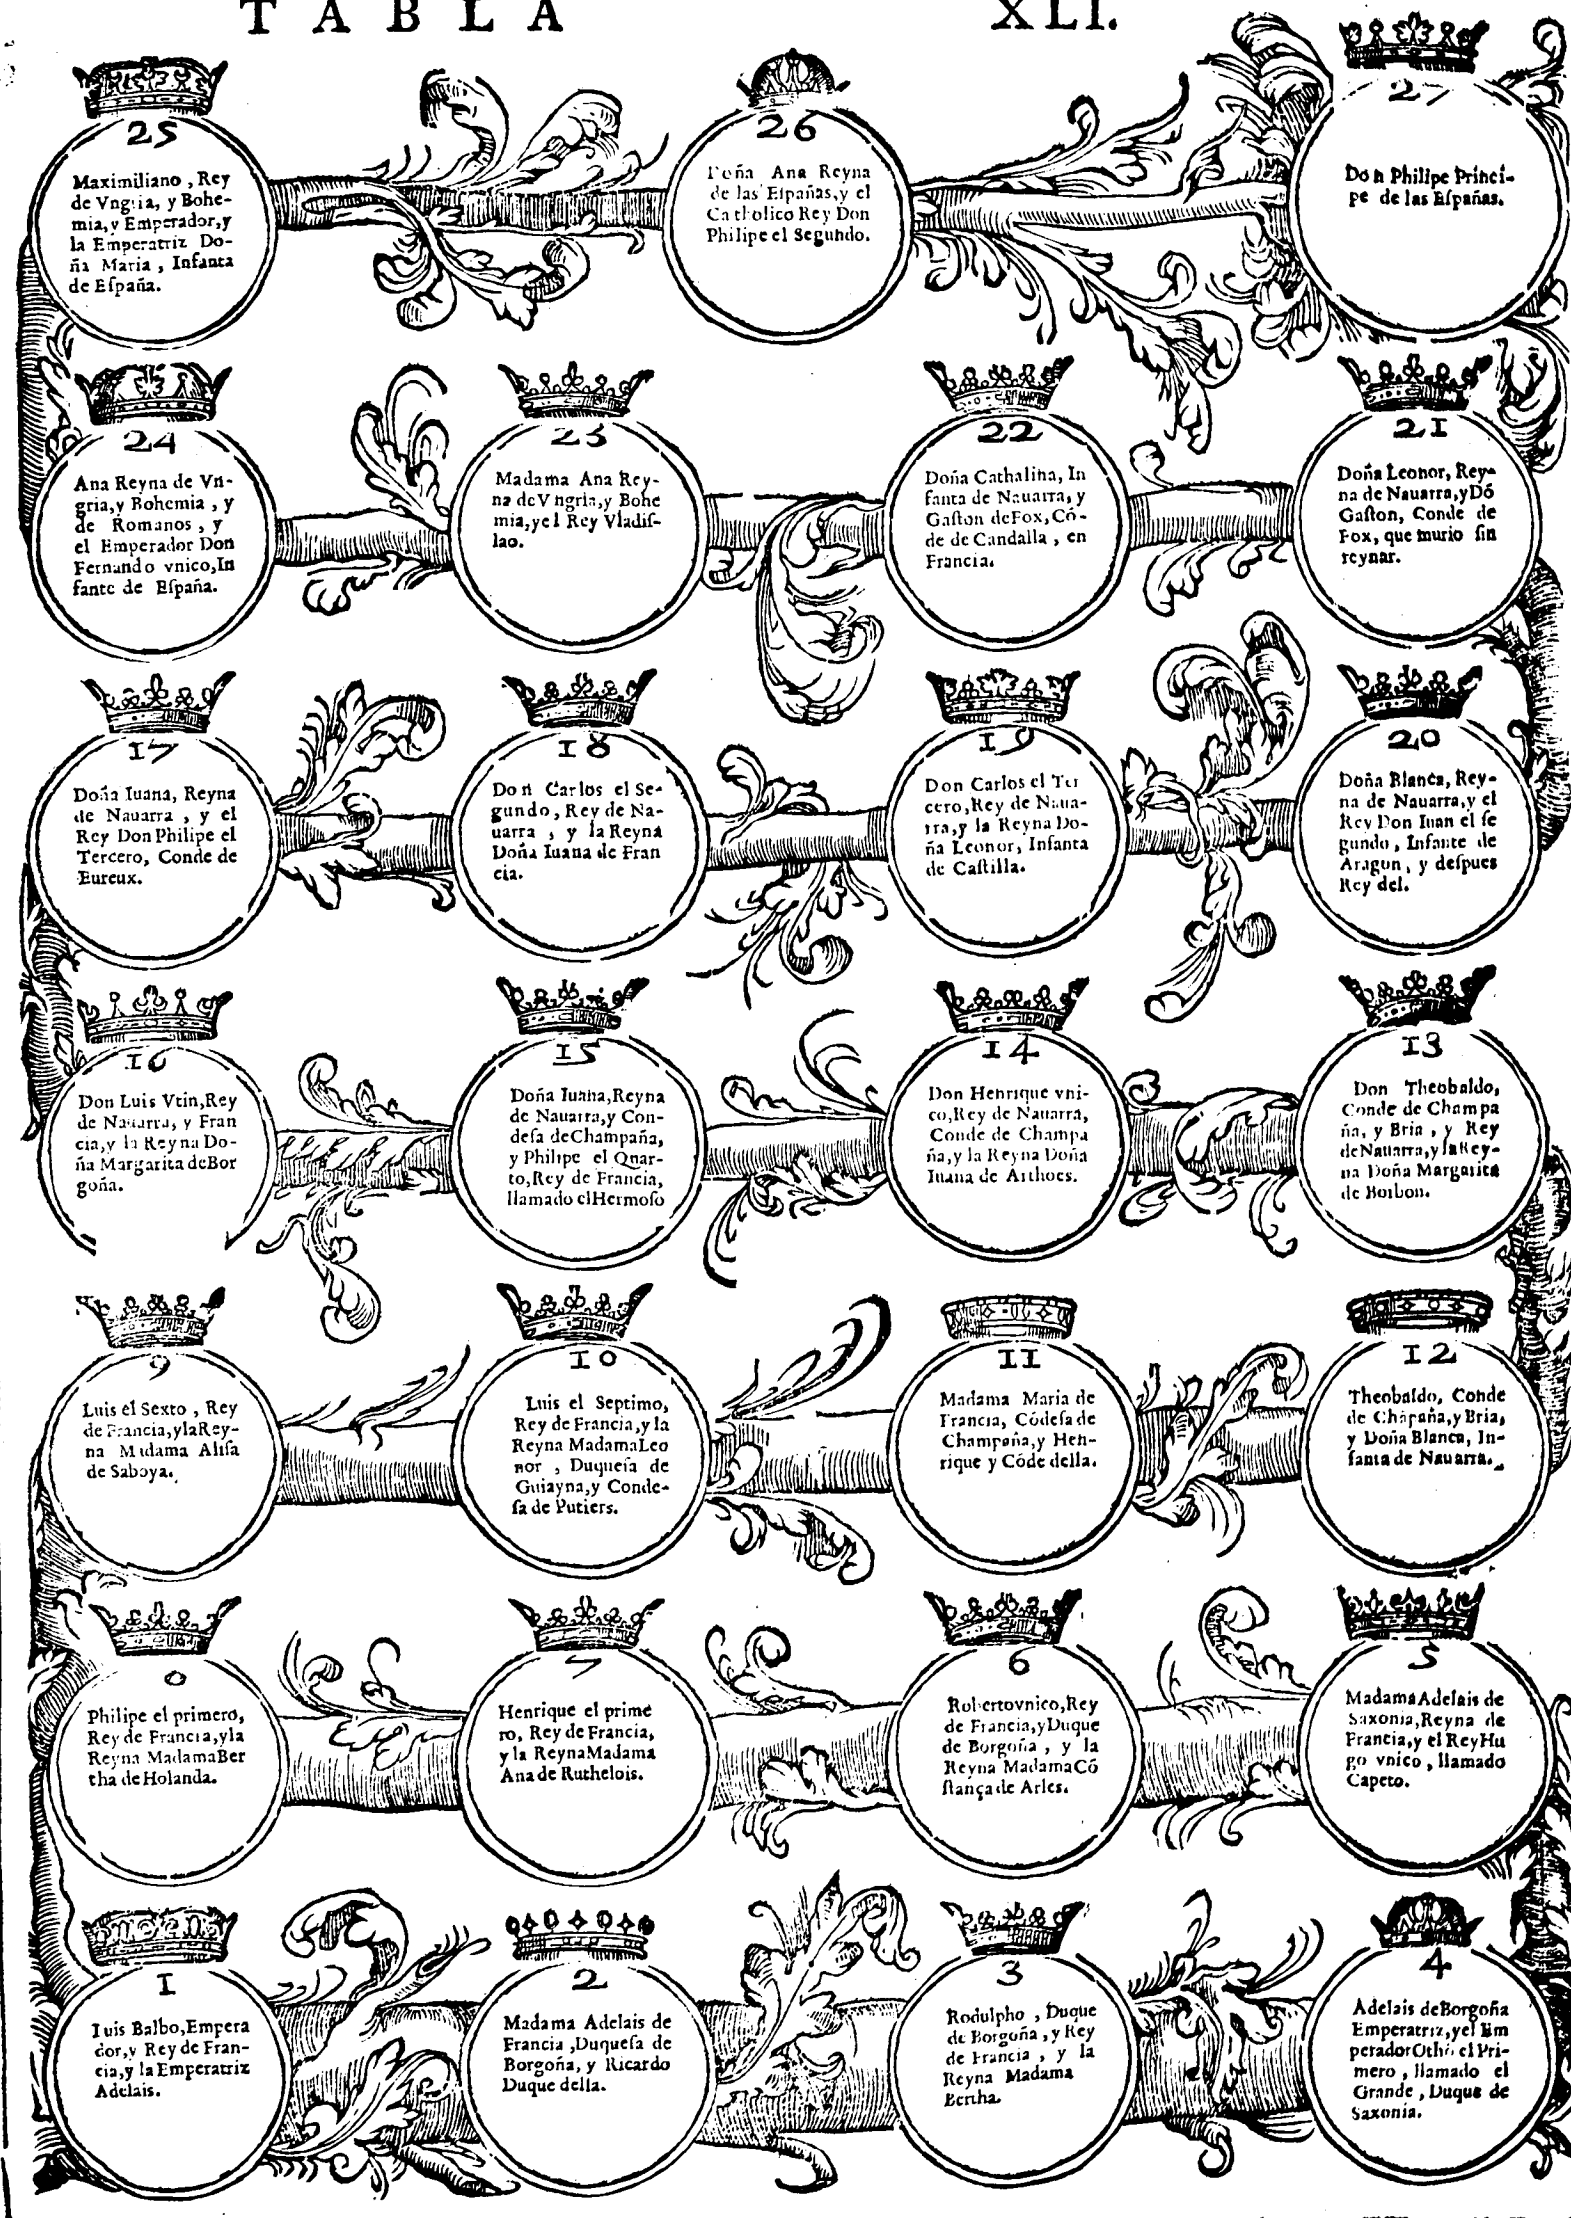 TABLA XLI.
25
Maximiliano, Rey
de Vngria, y Bohe-
mia, y Emperador, y
la Emperatriz Do-
ña Maria, Infanta
de Eſpaña.
26
Doña Ana Reyna
de las Eſpañas, y el
Catholico Rey Don
Philipe el Segundo.
27
Don Philipe Princi-
pe de las Eſpañas.
24
Ana Reyna de Vn-
gria, y Bohemia, y
de Romanos, y
el Emperador Don
Fernando vnico, In
fante de Eſpaña.
23
Madama Ana Rey-
na de Vngria, y Bohe
mia, y el Rey Vladiſ-
lao.
22
Doña Cathalina, In
fanta de Nauarra, y
Gaſton de Fox, Cõ-
de de Candalla, en
Francia.
21
Doña Leonor, Rey-
na de Nauarra, y Dõ
Gaſton, Conde de
Fox, que murio ſin
reynar.
17
Doña Iuana, Reyna
de Nauarra, y el
Rey Don Philipe el
Tercero, Conde de
Eureux.
18
Don Carlos el Se-
gundo, Rey de Na-
uarra, y la Reyna
Doña Iuana de Fran
cia.
19
Don Carlos el Ter
cero, Rey de Naua-
rra, y la Reyna Do-
ña Leonor, Infanta
de Caſtilla.
20
Doña Blanca, Rey-
na de Nauarra, y el
Rey Don Iuan el ſe
gundo, Infante de
Aragon, y deſpues
Rey del.
16
Don Luis Vtin, Rey
de Nauarra, y Fran
cia, y la Reyna Do-
ña Margarita de Bor
goña.
15
Doña Iuana, Reyna
de Nauarra, y Con-
deſa de Champaña,
y Philipe el Quar-
to, Rey de Francia,
llamado el Hermoſo
14
Don Henrique vni-
co, Rey de Nauarra,
Conde de Champa
ña, y la Reyna Doña
Iuana de Arthoes.
13
Don Theobaldo,
Conde de Champa
ña, y Bria, y Rey
de Nauarra, y la Rey-
na Doña Margarita
de Borbon.
9
Luis el Sexto, Rey
de Francia, y la Rey-
na Madama Aliſa
de Saboya.
10
Luis el Septimo,
Rey de Francia, y la
Reyna Madama Leo
nor, Duqueſa de
Guiayna, y Conde-
ſa de Putiers.
11
Madama Maria de
Francia, Cõdeſa de
Champaña, y Hen-
rique y Cõde della.
12
Theobaldo, Conde
de Chãpaña, y Bria,
y Doña Blanca, In-
fanta de Nauarra.
Philipe el primero,
Rey de Francia, y la
Reyna Madama Ber
tha de Holanda.
7
Henrique el prime
ro, Rey de Francia,
y la Reyna Madama
Ana de Ruthelois.
6
Roberto vnico, Rey
de Francia, y Duque
de Borgoña, y la
Reyna Madama Cõ
ſtança de Arles.
5
Madama Adelais de
Saxonia, Reyna de
Francia, y el Rey Hu
go vnico, llamado
Capeto.
1
Luis Balbo, Empera
dor, y Rey de Fran-
cia, y la Emperatriz
Adelais.
2
Madama Adelais de
Francia, Duqueſa de
Borgoña, y Ricardo
Duque della.
3
Rodulpho, Duque
de Borgoña, y Rey
de Francia, y la
Reyna Madama
Bertha.
4
Adelais de Borgoña
Emperatriz, y el Em
perador Otho el Pri-
mero, llamado el
Grande, Duque de
Saxonia.